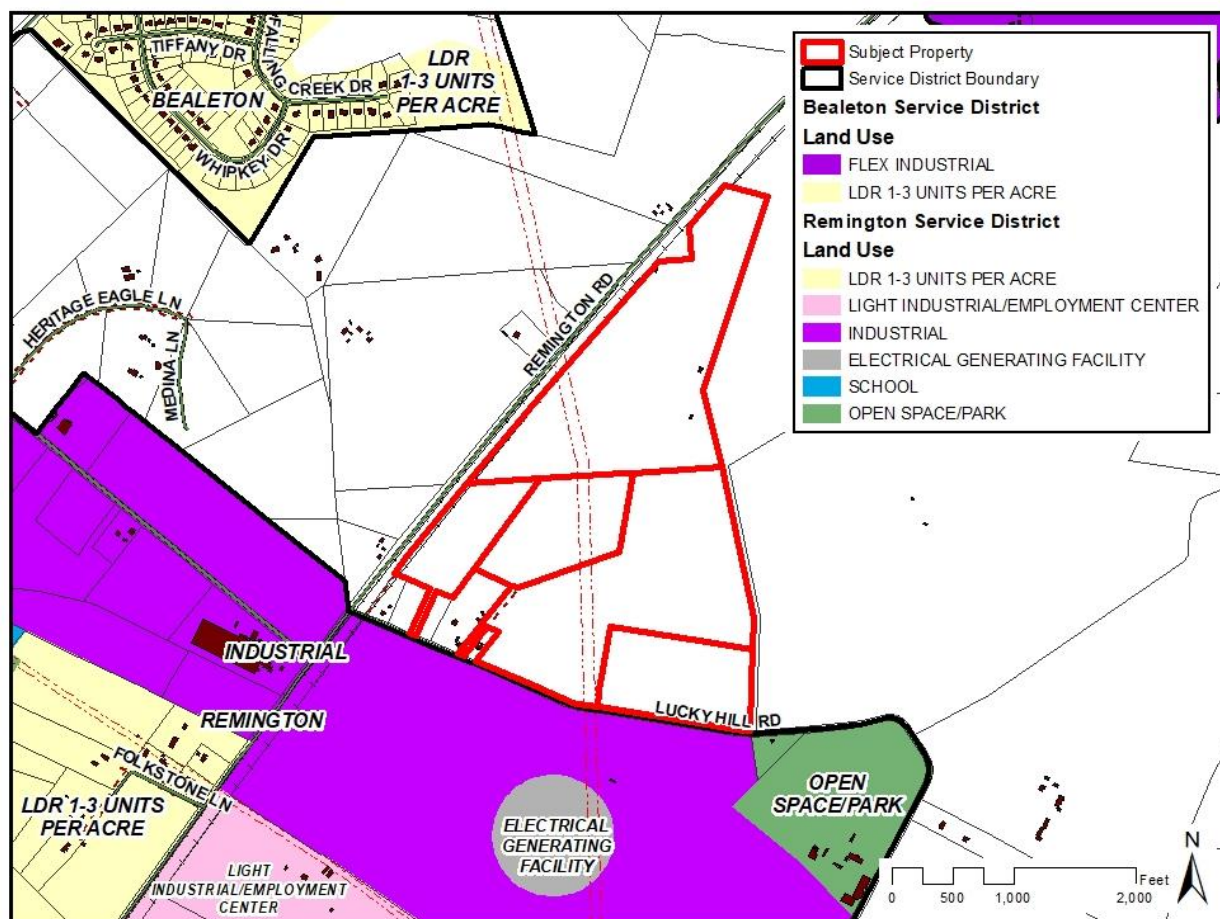 TIFFANY DR
FALLING CREEK DR
BEALETON
WHIPKEY DR
LDR
1-3 UNITS
PER ACRE
HERITAGE EAGLE LN
MEDINA LN
REMINGTON RD
INDUSTRIAL
REMINGTON
FOLKSTONE LN
LDR 1-3 UNITS
PER ACRE
LIGHT
INDUSTRIAL/EMPLOYMENT
CENTER
ELECTRICAL
GENERATING
FACILITY
LUCKY HILL RD
OPEN
SPACE/PARK
Subject Property
Service District Boundary
Bealeton Service District
Land Use
FLEX INDUSTRIAL
LDR 1-3 UNITS PER ACRE
Remington Service District
Land Use
LDR 1-3 UNITS PER ACRE
LIGHT INDUSTRIAL/EMPLOYMENT CENTER
INDUSTRIAL
ELECTRICAL GENERATING FACILITY
SCHOOL
OPEN SPACE/PARK
N
Feet
0 500 1,000 2,000